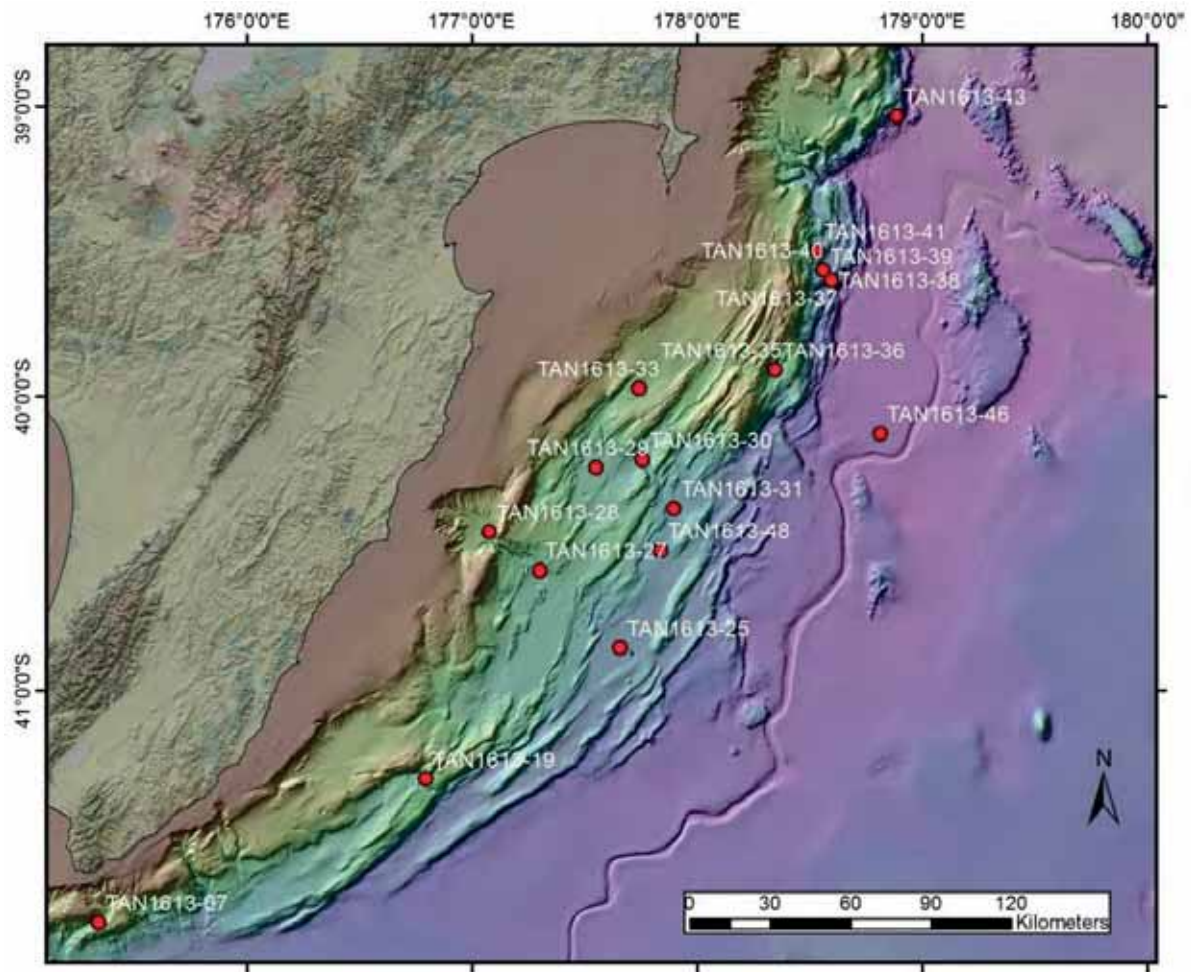 176°0'0"E
177°0'0"E
178°0'0"E
179°0'0"E
180°0'0"
39°0'0"S
40°0'0"S
41°0'0"S
TAN1613-43
TAN1613-41
TAN1613-40
TAN1613-39
TAN1613-38
TAN1613-37
TAN1613-35
TAN1613-36
TAN1613-33
TAN1613-46
TAN1613-30
TAN1613-29
TAN1613-31
TAN1613-28
TAN1613-48
TAN1613-27
TAN1613-25
TAN1613-19
TAN1613-07
N
0 30 60 90 120
Kilometers